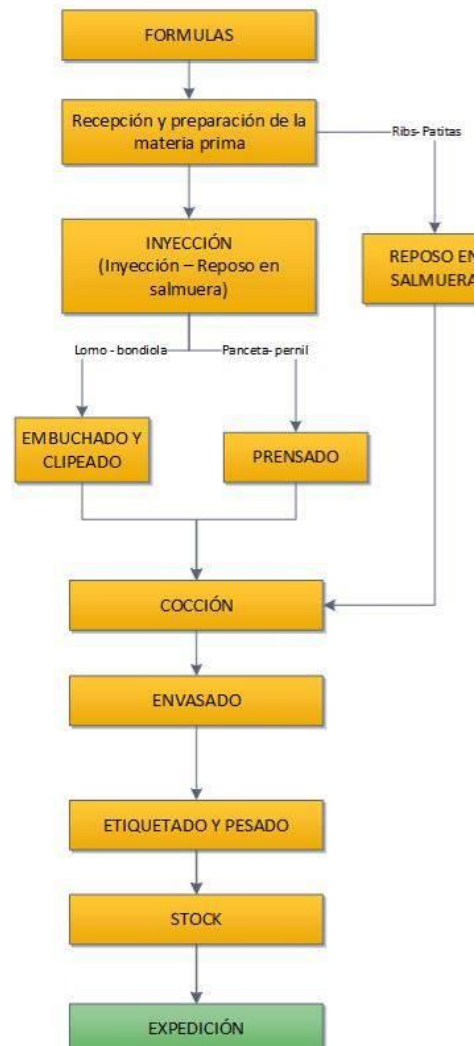 FORMULAS
Recepción y preparación de la
materia prima
Ribs- Patitas
INYECCIÓN
(Inyección – Reposo en
salmuera)
REPOSO EN
SALMUERA
Lomo - bondiola
Panceta- pernil
EMBUCHADO Y
CLIPEADO
PRENSADO
COCCIÓN
ENVASADO
ETIQUETADO Y PESADO
STOCK
EXPEDICIÓN